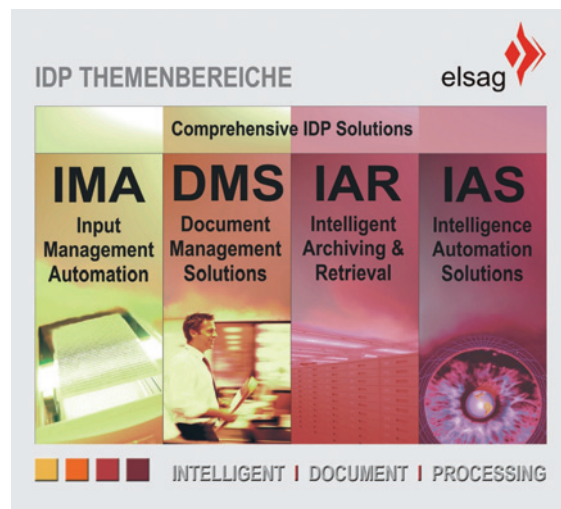 IDP THEMENBEREICHE
elsag
Comprehensive IDP Solutions
IMA
Input
Management
Automation
DMS
Document
Management
Solutions
IAR
Intelligent
Archiving &
Retrieval
IAS
Intelligence
Automation
Solutions
INTELLIGENT I DOCUMENT I PROCESSING